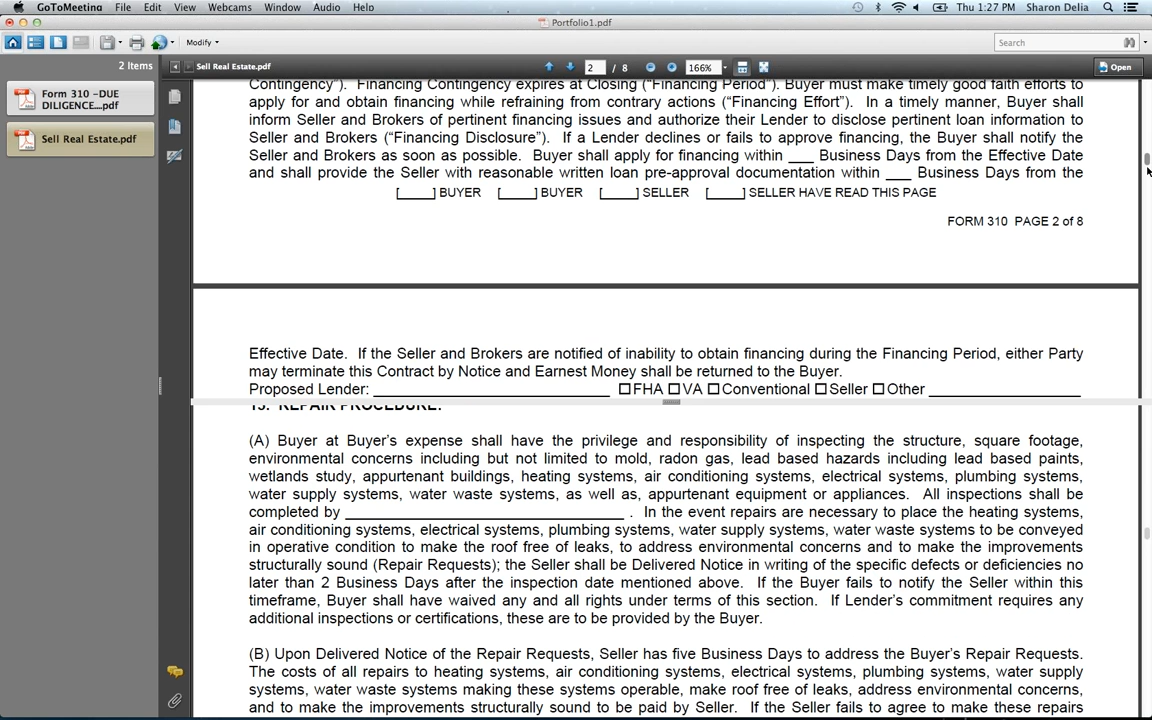 GoToMeeting File Edit View Webcams Window Audio Help Thu 1:27 PM Sharon Delia
Portfolio1.pdf
Modify Search
2 Items
Sell Real Estate.pdf 2 / 8 166% Open
Form 310 -DUE
DILIGENCE....pdf
Sell Real Estate.pdf
Contingency"). Financing Contingency expires at Closing ("Financing Period"). Buyer must make timely good faith efforts to
apply for and obtain financing while refraining from contrary actions ("Financing Effort"). In a timely manner, Buyer shall
inform Seller and Brokers of pertinent financing issues and authorize their Lender to disclose pertinent loan information to
Seller and Brokers ("Financing Disclosure"). If a Lender declines or fails to approve financing, the Buyer shall notify the
Seller and Brokers as soon as possible. Buyer shall apply for financing within ___ Business Days from the Effective Date
and shall provide the Seller with reasonable written loan pre-approval documentation within ___ Business Days from the
[_____] BUYER [_____] BUYER [_____] SELLER [_____] SELLER HAVE READ THIS PAGE
FORM 310 PAGE 2 of 8
Effective Date. If the Seller and Brokers are notified of inability to obtain financing during the Financing Period, either Party
may terminate this Contract by Notice and Earnest Money shall be returned to the Buyer.
Proposed Lender: ____________________________ ☐FHA ☐VA ☐Conventional ☐Seller ☐Other __________________
15. REPAIR PROCEDURE:
(A) Buyer at Buyer's expense shall have the privilege and responsibility of inspecting the structure, square footage,
environmental concerns including but not limited to mold, radon gas, lead based hazards including lead based paints,
wetlands study, appurtenant buildings, heating systems, air conditioning systems, electrical systems, plumbing systems,
water supply systems, water waste systems, as well as, appurtenant equipment or appliances. All inspections shall be
completed by _________________________________ . In the event repairs are necessary to place the heating systems,
air conditioning systems, electrical systems, plumbing systems, water supply systems, water waste systems to be conveyed
in operative condition to make the roof free of leaks, to address environmental concerns and to make the improvements
structurally sound (Repair Requests); the Seller shall be Delivered Notice in writing of the specific defects or deficiencies no
later than 2 Business Days after the inspection date mentioned above. If the Buyer fails to notify the Seller within this
timeframe, Buyer shall have waived any and all rights under terms of this section. If Lender's commitment requires any
additional inspections or certifications, these are to be provided by the Buyer.
(B) Upon Delivered Notice of the Repair Requests, Seller has five Business Days to address the Buyer's Repair Requests.
The costs of all repairs to heating systems, air conditioning systems, electrical systems, plumbing systems, water supply
systems, water waste systems making these systems operable, make roof free of leaks, address environmental concerns,
and to make the improvements structurally sound to be paid by Seller. If the Seller fails to agree to make these repairs